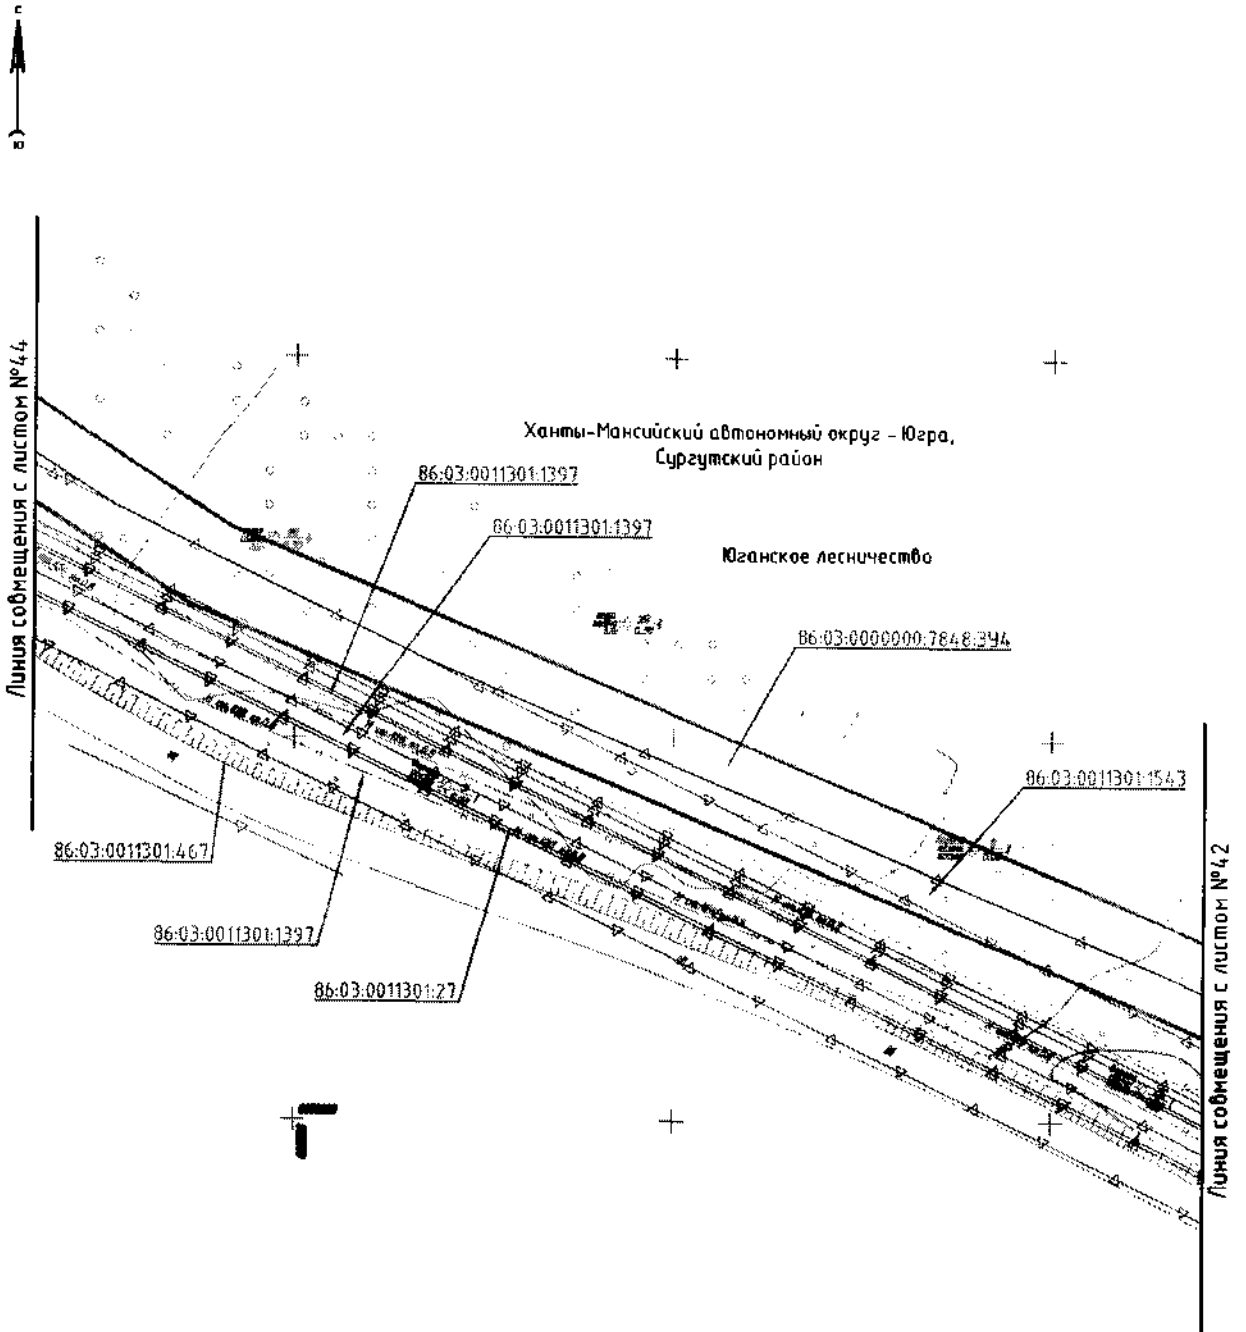 Линия совмещения с листом №44
Ханты-Мансийский автономный округ - Югра,
Сургутский район
86:03:0011301:1397
86:03:0011301:1397
Юганское лесничество
86:03:0000000:7848:394
86:03:0011301:1543
86:03:0011301:467
86:03:0011301:1397
86:03:0011301:27
Линия совмещения с листом №42